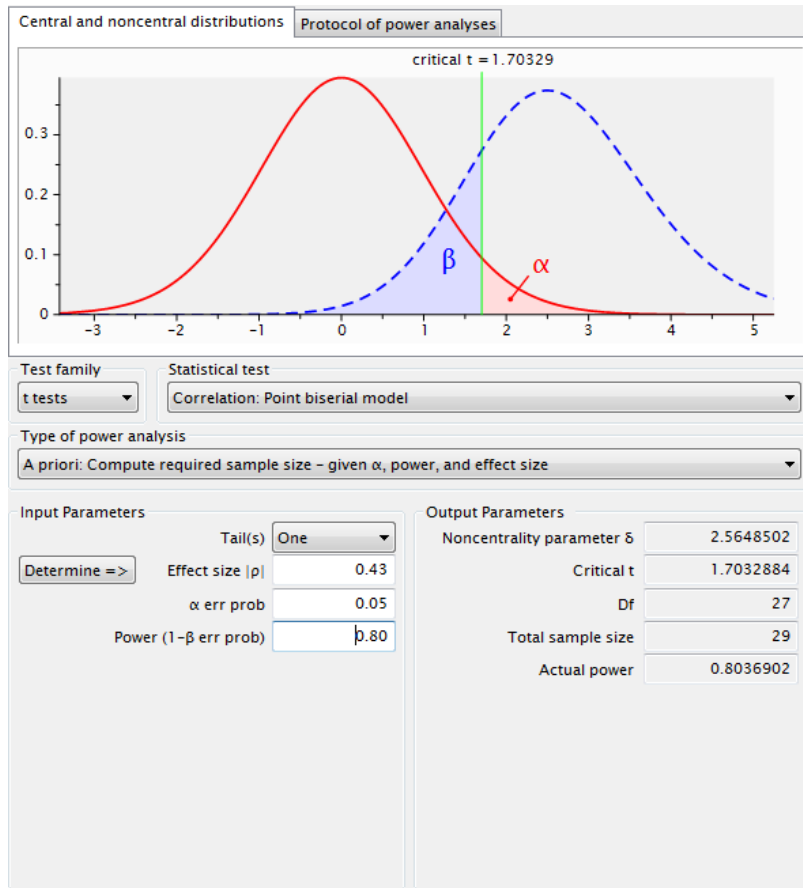 Central and noncentral distributions Protocol of power analyses
critical t = 1.70329
0.3
0.2
0.1
0
β
α
-3 -2 -1 0 1 2 3 4 5
Test family Statistical test
t tests Correlation: Point biserial model
Type of power analysis
A priori: Compute required sample size – given α, power, and effect size
Input Parameters
Tail(s) One
Determine => Effect size |ρ| 0.43
α err prob 0.05
Power (1-β err prob) 0.80
Output Parameters
Noncentrality parameter δ 2.5648502
Critical t 1.7032884
Df 27
Total sample size 29
Actual power 0.8036902